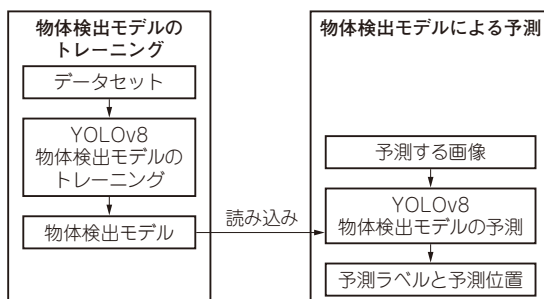 物体検出モデルの
トレーニング
データセット
YOLOv8
物体検出モデルの
トレーニング
物体検出モデル
読み込み
物体検出モデルによる予測
予測する画像
YOLOv8
物体検出モデルの予測
予測ラベルと予測位置